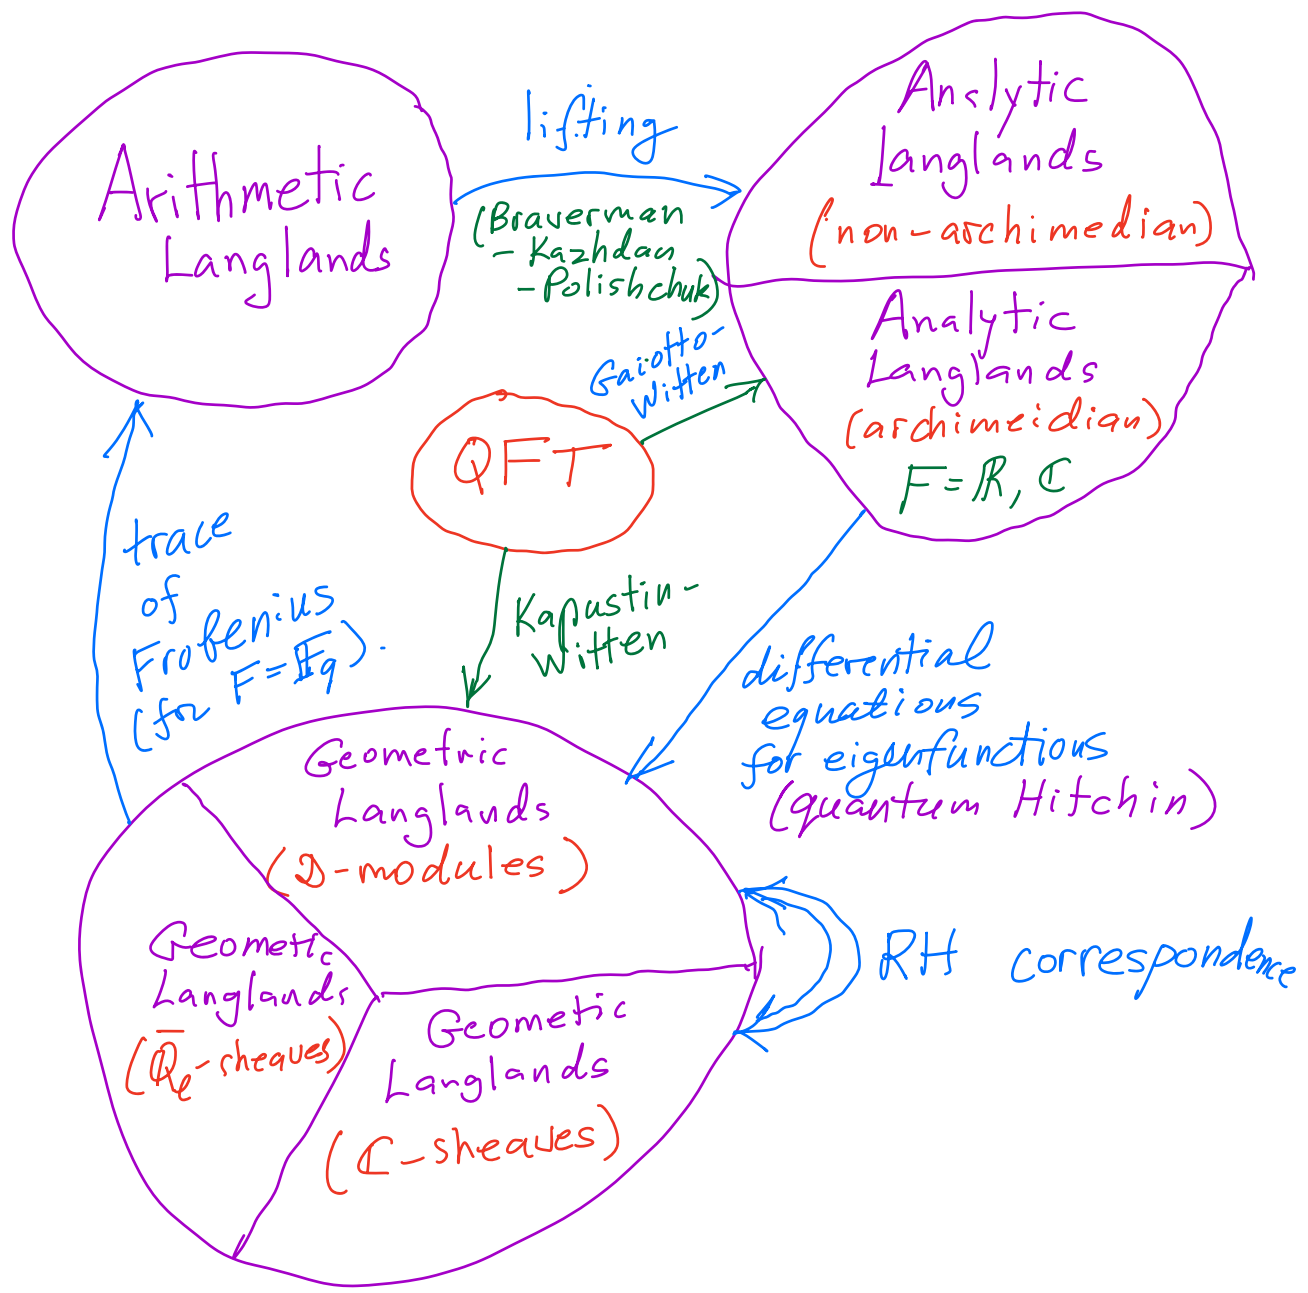 Arithmetic
Langlands
lifting
(Braverman
- Kazhdan
- Polishchuk)
Analytic
Langlands
(non-archimedian)
Analytic
Langlands
(archimeidian)
F = ℝ, ℂ
Gaiotto-
Witten
QFT
Kapustin-
Witten
trace
of
Frobenius
(for F = 𝔽q).
differential
equations
for eigenfunctions
(quantum Hitchin)
Geometric
Langlands
(D-modules)
Geometic
Langlands
(Q̄ℓ-sheaves)
Geometic
Langlands
(ℂ-sheaves)
RH correspondence